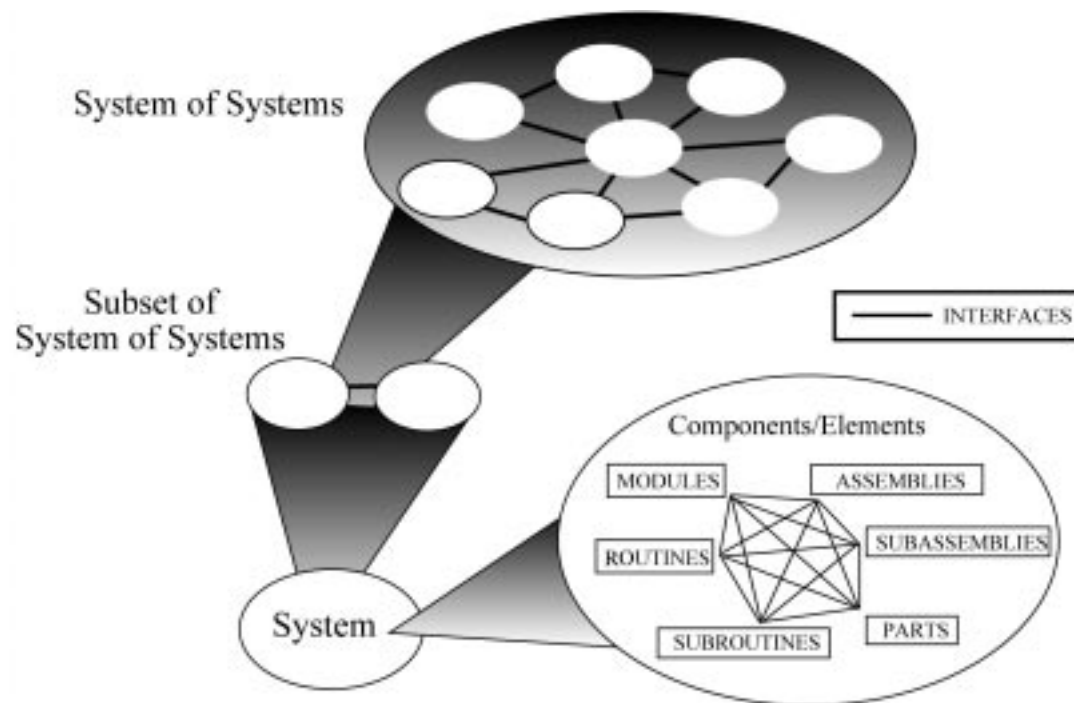 System of Systems
Subset of
System of Systems
INTERFACES
Components/Elements
MODULES
ASSEMBLIES
ROUTINES
SUBASSEMBLIES
SUBROUTINES
PARTS
System